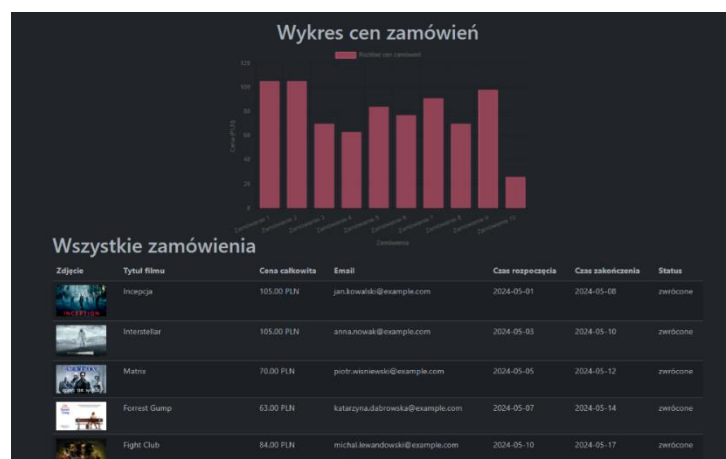 Wykres cen zamówień
Rozkład cen zamówień
120
100
80
60
40
20
0
Cena (PLN)
Zamówienie 1 Zamówienie 2 Zamówienie 3 Zamówienie 4 Zamówienie 5 Zamówienie 6 Zamówienie 7 Zamówienie 8 Zamówienie 9 Zamówienie 10
Zamówienia
Wszystkie zamówienia
Zdjęcie Tytuł filmu Cena całkowita Email Czas rozpoczęcia Czas zakończenia Status
INCEPTION Incepcja 105.00 PLN jan.kowalski@example.com 2024-05-01 2024-05-08 zwrócone
Interstellar 105.00 PLN anna.nowak@example.com 2024-05-03 2024-05-10 zwrócone
Matrix 70.00 PLN piotr.wisniewski@example.com 2024-05-05 2024-05-12 zwrócone
Forrest Gump 63.00 PLN katarzyna.dabrowska@example.com 2024-05-07 2024-05-14 zwrócone
Fight Club 84.00 PLN michal.lewandowski@example.com 2024-05-10 2024-05-17 zwrócone